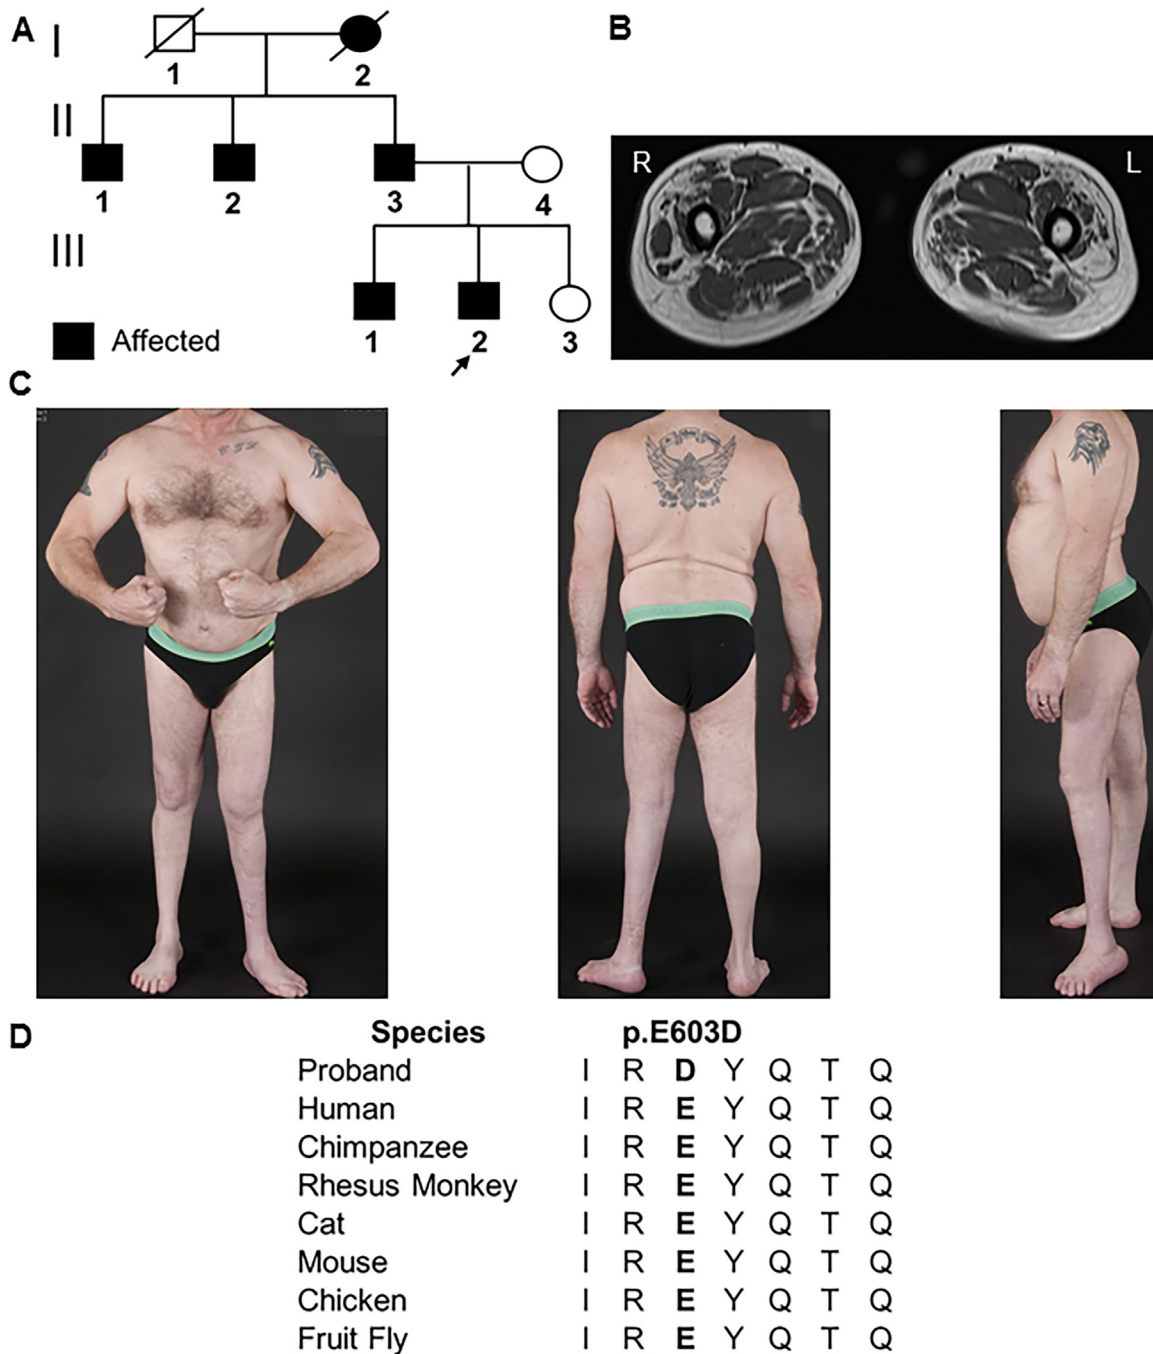 A
B
I
1
2
II
1
2
3
4
III
1
2
3
Affected
R
L
C
D
Species p.E603D
Proband I R D Y Q T Q
Human I R E Y Q T Q
Chimpanzee I R E Y Q T Q
Rhesus Monkey I R E Y Q T Q
Cat I R E Y Q T Q
Mouse I R E Y Q T Q
Chicken I R E Y Q T Q
Fruit Fly I R E Y Q T Q